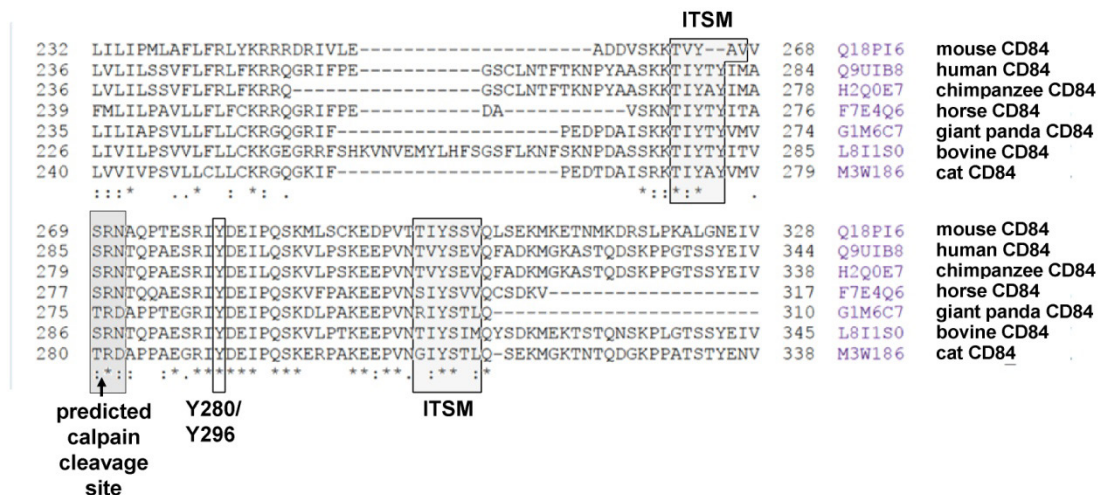 ITSM
232 LILIPMLAFLFRLYKRRRDRIVLE----------------------ADDVSKKTVY--AVV 268 Q18PI6 mouse CD84
236 LVLILSSVFLFRLFKRRQGRIFPE------------GSCLNTFTKNPYAASKKTIYTYIMA 284 Q9UIB8 human CD84
236 LVLILSSVFLFRLFKRRQ------------------GSCLNTFTKNPYAASKKTIYAYIMA 278 H2Q0E7 chimpanzee CD84
239 FMLILPAVLLFLFCKRRQGRIFPE------------DA---------VSKNTIYTYITA 276 F7E4Q6 horse CD84
235 LILIAPSVLLFLLCKRGQGRIF-------------------PEDPDAISRKTIYTYVMV 274 G1M6C7 giant panda CD84
226 LIVILPSVVLFLLCKKGEGRRFSHKVNVEMYLHFSGSFLKNFSKNPDASSKKTIYTYITV 285 L8I1S0 bovine CD84
240 LVVIVPSVLLCLLCKRGQGKIF-------------------PEDTDAISRKTIYAYVMV 279 M3W186 cat CD84
:::* .* : *: . *::*:* .
269 SRNAQPTESRIYDEIPQSKMLSCKEDPVTTIYSSVQLSEKMKETNMKDRSLPKALGNEIV 328 Q18PI6 mouse CD84
285 SRNTQPAESRIYDEILQSKVLPSKEEPVNTVYSEVQFADKMGKASTQDSKPPGTSSYEIV 344 Q9UIB8 human CD84
279 SRNTQPAESRIYDEILQSKVLPSKEEPVNTVYSEVQFADKMGKASTQDSKPPGTSSYEIV 338 H2Q0E7 chimpanzee CD84
277 SRNTQQAESRIYDEIPQSKVFPAKEEPVNSIYSVVQCSDKV------------------- 317 F7E4Q6 horse CD84
275 TRDAPPTEGRIYDEIPQSKDLPAKEEPVNRIYSTLQ------------------------ 310 G1M6C7 giant panda CD84
286 SRNTQPAESRIYDEIPQSKVLPTKEEPVNTIYSIMQYSDKMEKTSTQNSKPLGTSSYEIV 345 L8I1S0 bovine CD84
280 TRDAPPAEGRIYDEIPQSKERPAKEEPVNGIYSTLQ-SEKMGKTNTQDGKPPATSTYENV 338 M3W186 cat CD84
:*: :*.****** *** **:**. :** :*
predicted calpain cleavage site
Y280/
Y296
ITSM